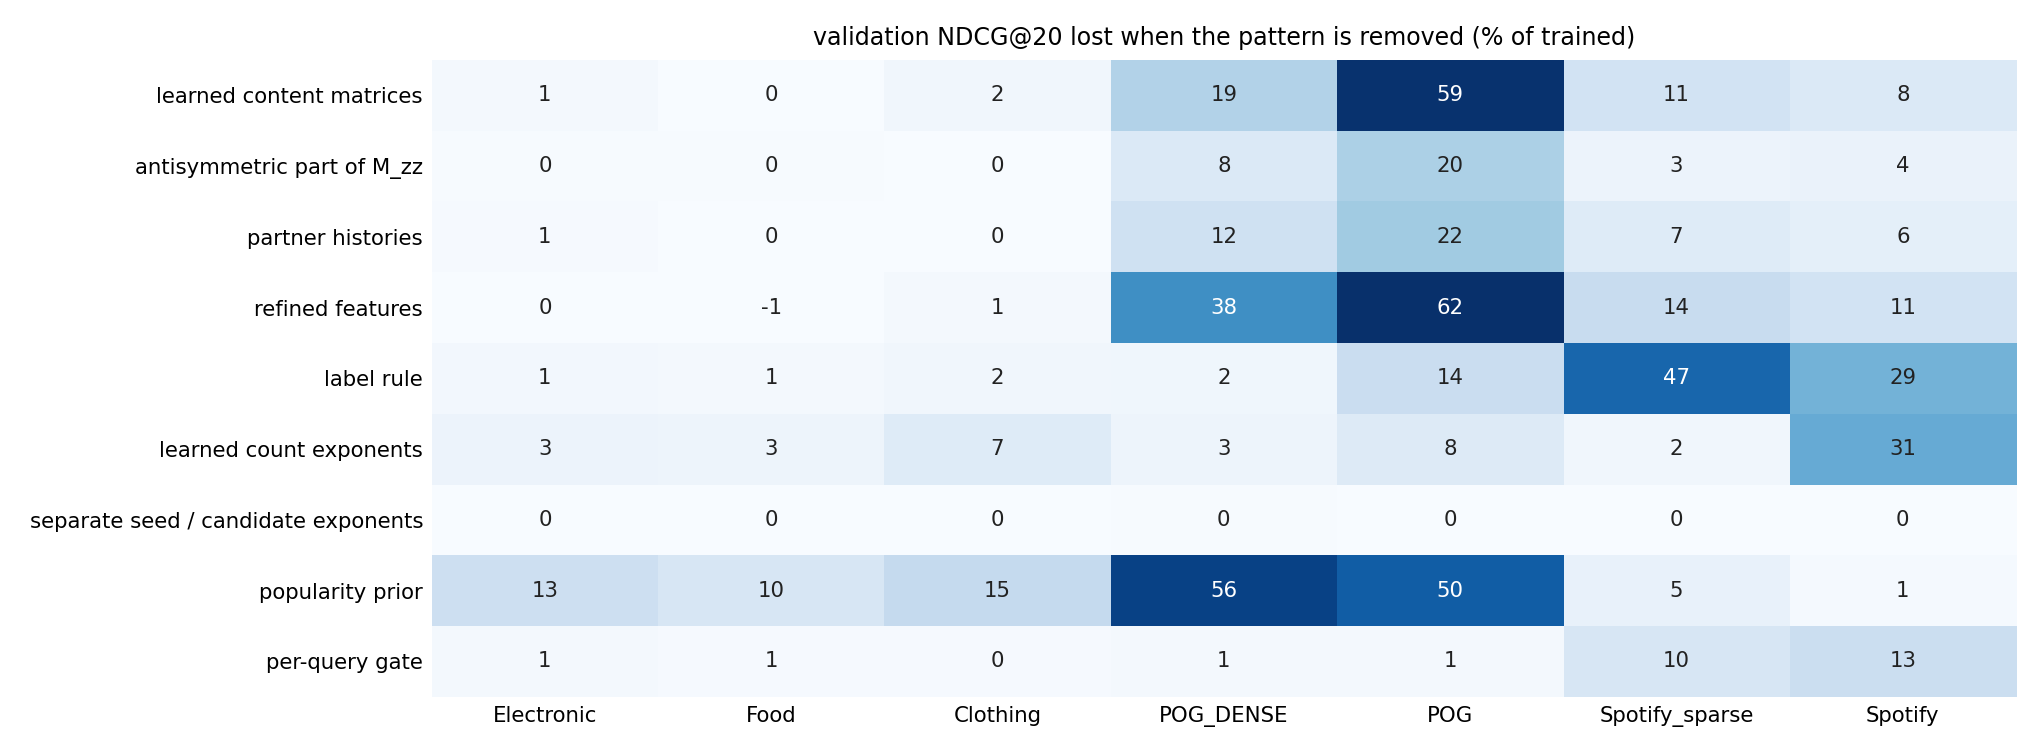 validation NDCG@20 lost when the pattern is removed (% of trained)
learned content matrices 1 0 2 19 59 11 8
antisymmetric part of M_zz 0 0 0 8 20 3 4
partner histories 1 0 0 12 22 7 6
refined features 0 -1 1 38 62 14 11
label rule 1 1 2 2 14 47 29
learned count exponents 3 3 7 3 8 2 31
separate seed / candidate exponents 0 0 0 0 0 0 0
popularity prior 13 10 15 56 50 5 1
per-query gate 1 1 0 1 1 10 13
Electronic Food Clothing POG_DENSE POG Spotify_sparse Spotify